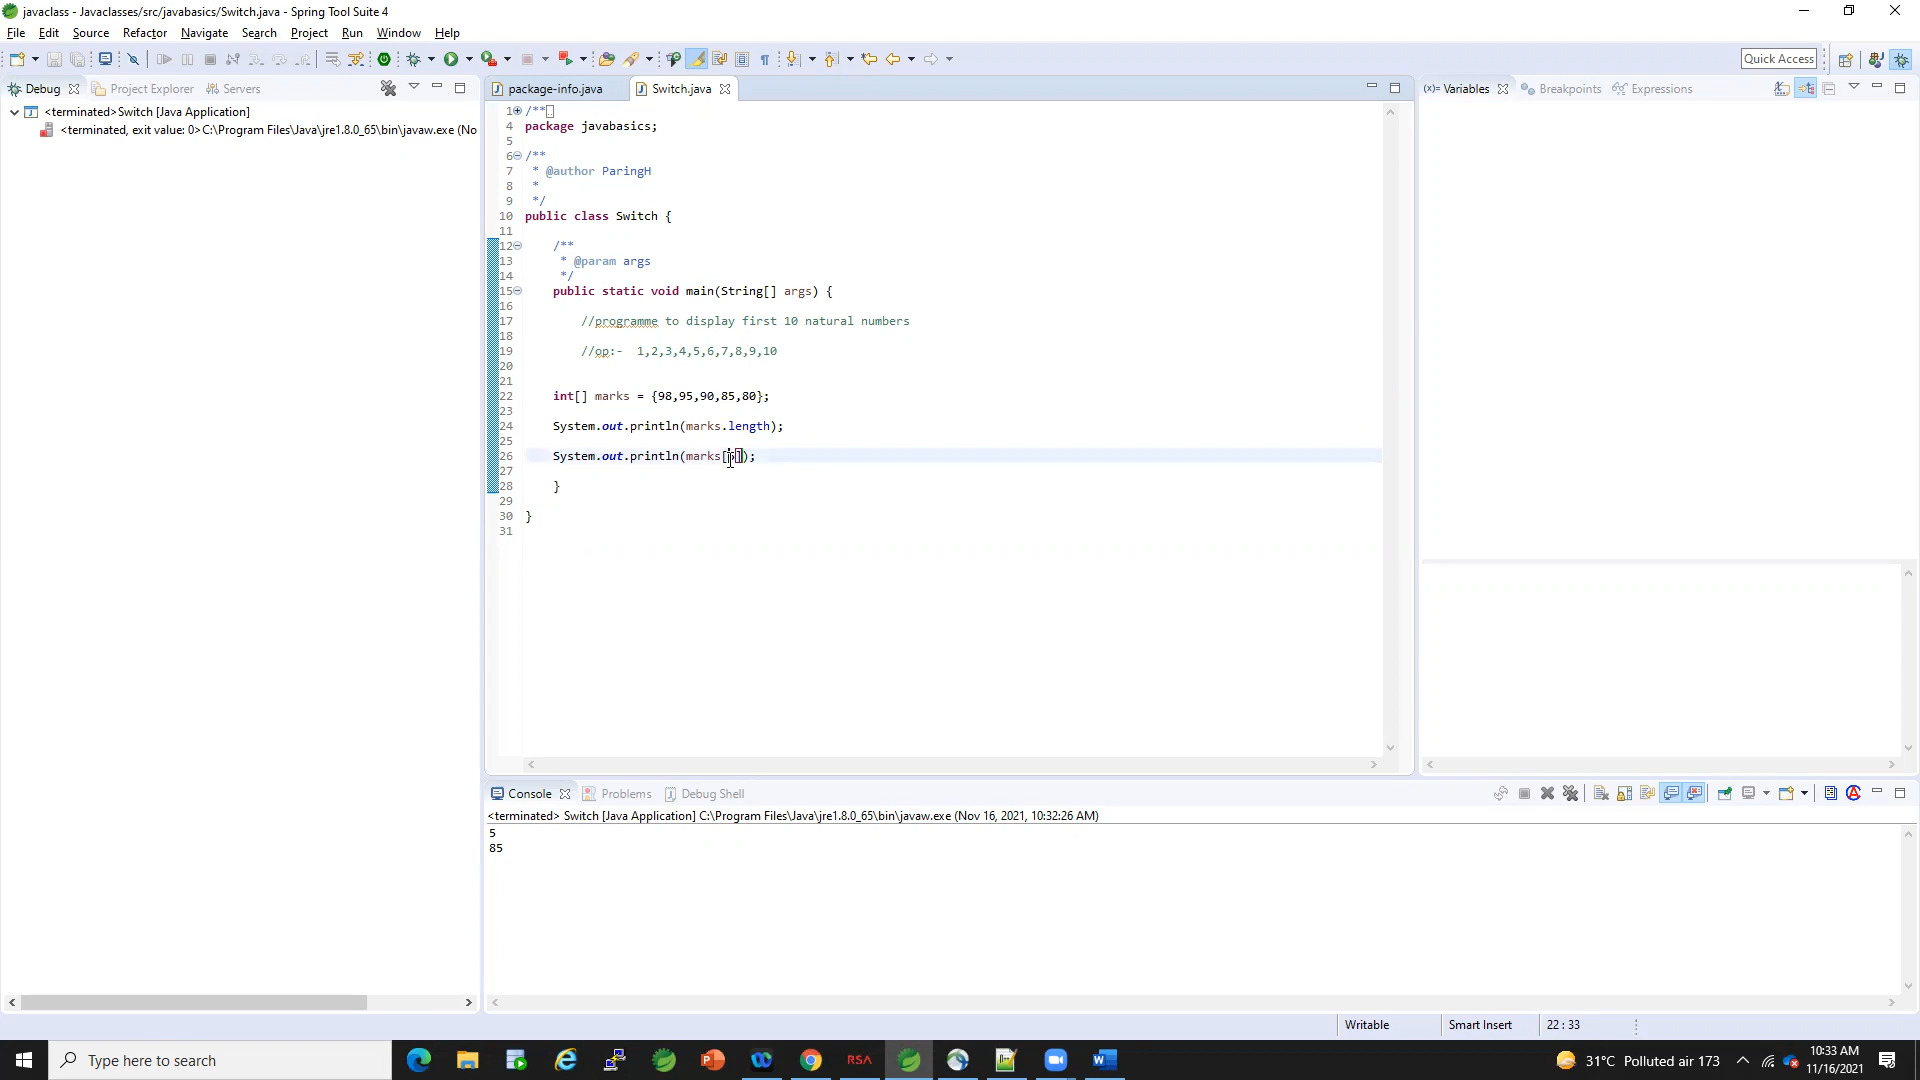 javaclass - Javaclasses/src/javabasics/Switch.java - Spring Tool Suite 4
File Edit Source Refactor Navigate Search Project Run Window Help
Quick Access
Debug Project Explorer Servers
<terminated>Switch [Java Application]
<terminated, exit value: 0>C:\Program Files\Java\jre1.8.0_65\bin\javaw.exe (No
package-info.java Switch.java
1 /**
4 package javabasics;
5
6 /**
7 * @author ParingH
8 *
9 */
10 public class Switch {
11
12 /**
13 * @param args
14 */
15 public static void main(String[] args) {
16
17 //programme to display first 10 natural numbers
18
19 //op:- 1,2,3,4,5,6,7,8,9,10
20
21
22 int[] marks = {98,95,90,85,80};
23
24 System.out.println(marks.length);
25
26 System.out.println(marks[]);
27
28 }
29
30 }
31
(x)= Variables Breakpoints Expressions
Console Problems Debug Shell
<terminated> Switch [Java Application] C:\Program Files\Java\jre1.8.0_65\bin\javaw.exe (Nov 16, 2021, 10:32:26 AM)
5
85
Writable Smart Insert 22 : 33
Type here to search
RSA
31°C Polluted air 173
10:33 AM
11/16/2021